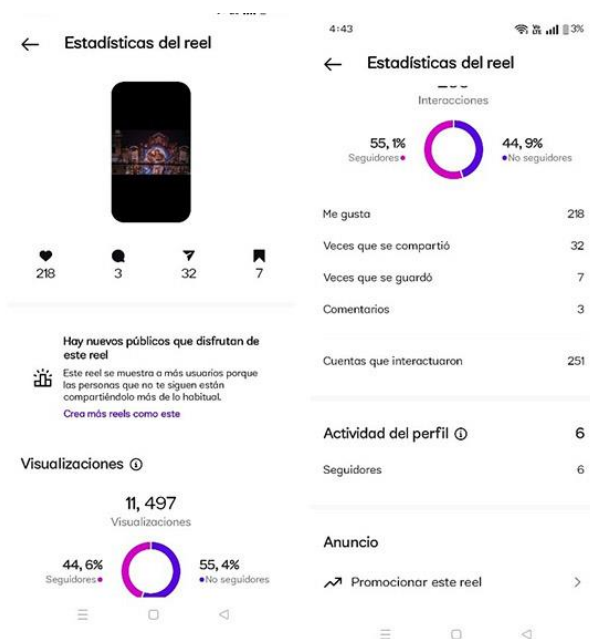 Estadísticas del reel
218
3
32
7
Hay nuevos públicos que disfrutan de
este reel
Este reel se muestra a más usuarios porque
las personas que no te siguen están
compartiéndolo más de lo habitual.
Crea más reels como este
Visualizaciones
11, 497
Visualizaciones
44, 6%
Seguidores
55, 4%
No seguidores
4:43
3%
Estadísticas del reel
Interacciones
55, 1%
Seguidores
44, 9%
No seguidores
Me gusta 218
Veces que se compartió 32
Veces que se guardó 7
Comentarios 3
Cuentas que interactuaron 251
Actividad del perfil 6
Seguidores 6
Anuncio
Promocionar este reel